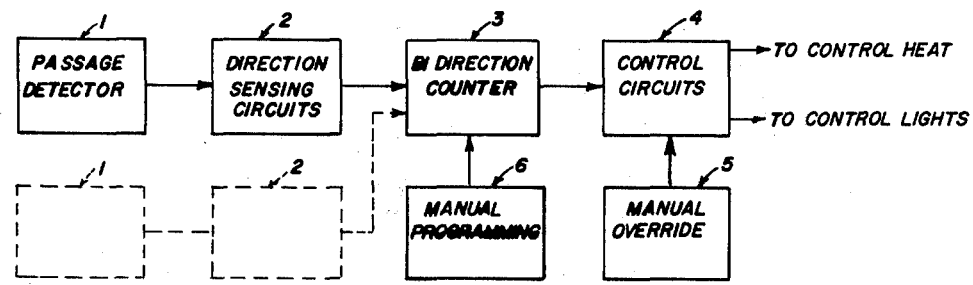 1
PASSAGE
DETECTOR
2
DIRECTION
SENSING
CIRCUITS
3
BI DIRECTION
COUNTER
4
CONTROL
CIRCUITS
TO CONTROL HEAT
TO CONTROL LIGHTS
1
2
6
MANUAL
PROGRAMMING
5
MANUAL
OVERRIDE